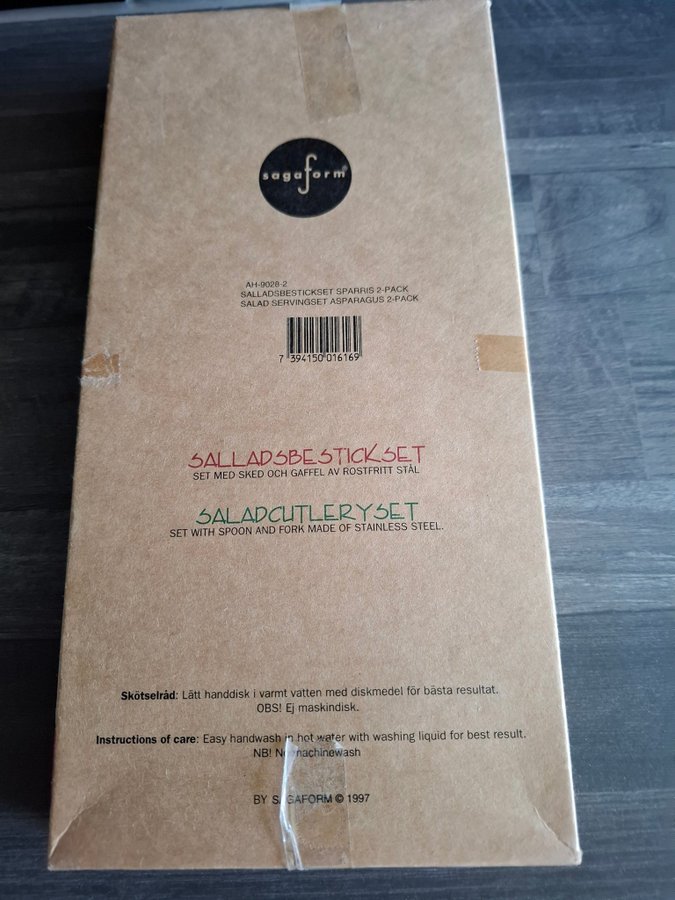 sagaform®
AH-9028-2
SALLADSBESTICKSET SPARRIS 2-PACK
SALAD SERVINGSET ASPARAGUS 2-PACK
7 394150 016169
SALLADSBESTICKSET
SET MED SKED OCH GAFFEL AV ROSTFRITT STÅL
SALADCUTLERYSET
SET WITH SPOON AND FORK MADE OF STAINLESS STEEL.
Skötselråd: Lätt handdisk i varmt vatten med diskmedel för bästa resultat.
OBS! Ej maskindisk.
Instructions of care: Easy handwash in hot water with washing liquid for best result.
NB! No machinewash
BY SAGAFORM © 1997